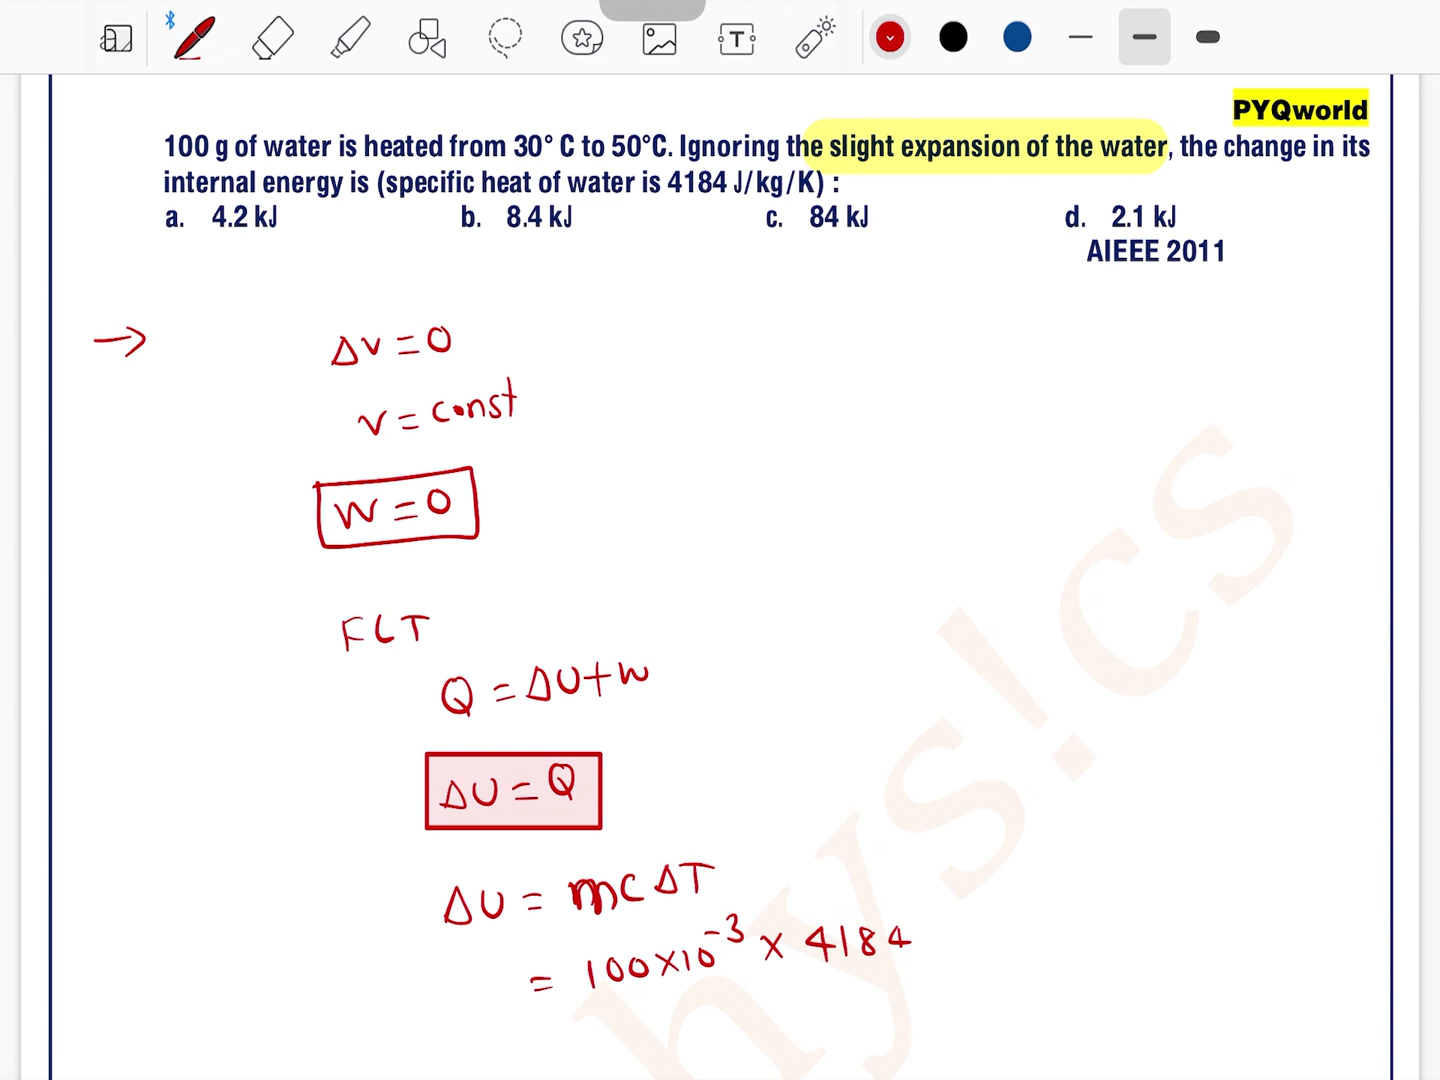 PYQworld
100 g of water is heated from 30° C to 50°C. Ignoring the slight expansion of the water, the change in its
internal energy is (specific heat of water is 4184 J/kg/K) :
a. 4.2 kJ b. 8.4 kJ c. 84 kJ d. 2.1 kJ
AIEEE 2011
→ ΔV = 0
V = const
W = 0
FLT
Q = ΔU + W
ΔU = Q
ΔU = mcΔT
= 100 × 10⁻³ × 4184
hys!cs